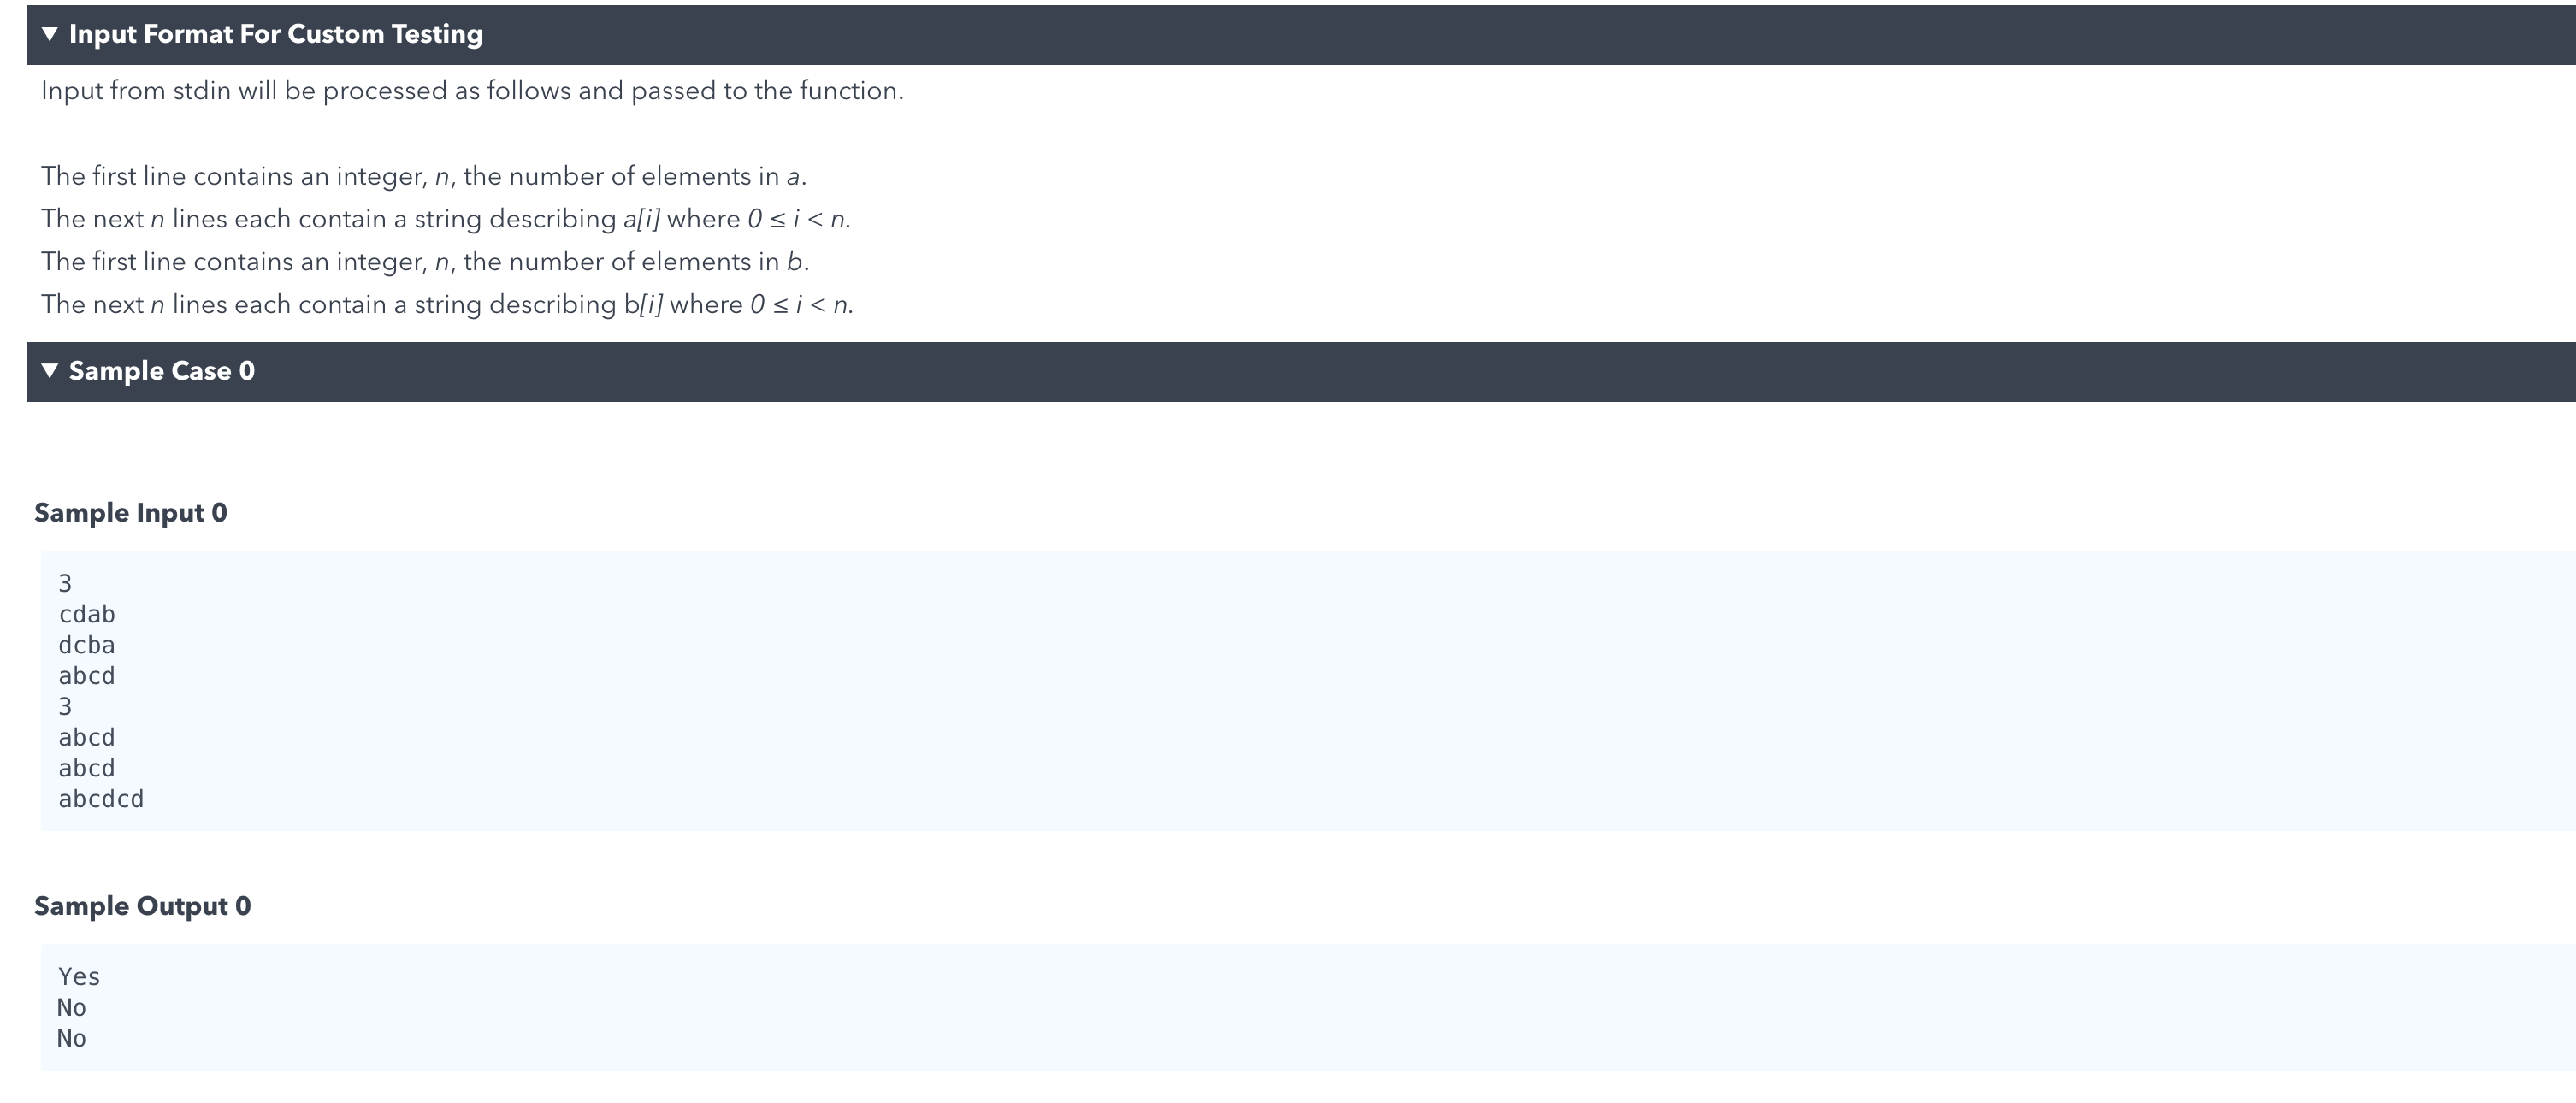 ▼ Input Format For Custom Testing
Input from stdin will be processed as follows and passed to the function.
The first line contains an integer, n, the number of elements in a.
The next n lines each contain a string describing a[i] where 0 ≤ i < n.
The first line contains an integer, n, the number of elements in b.
The next n lines each contain a string describing b[i] where 0 ≤ i < n.
▼ Sample Case 0
Sample Input 0
3
cdab
dcba
abcd
3
abcd
abcd
abcdcd
Sample Output 0
Yes
No
No